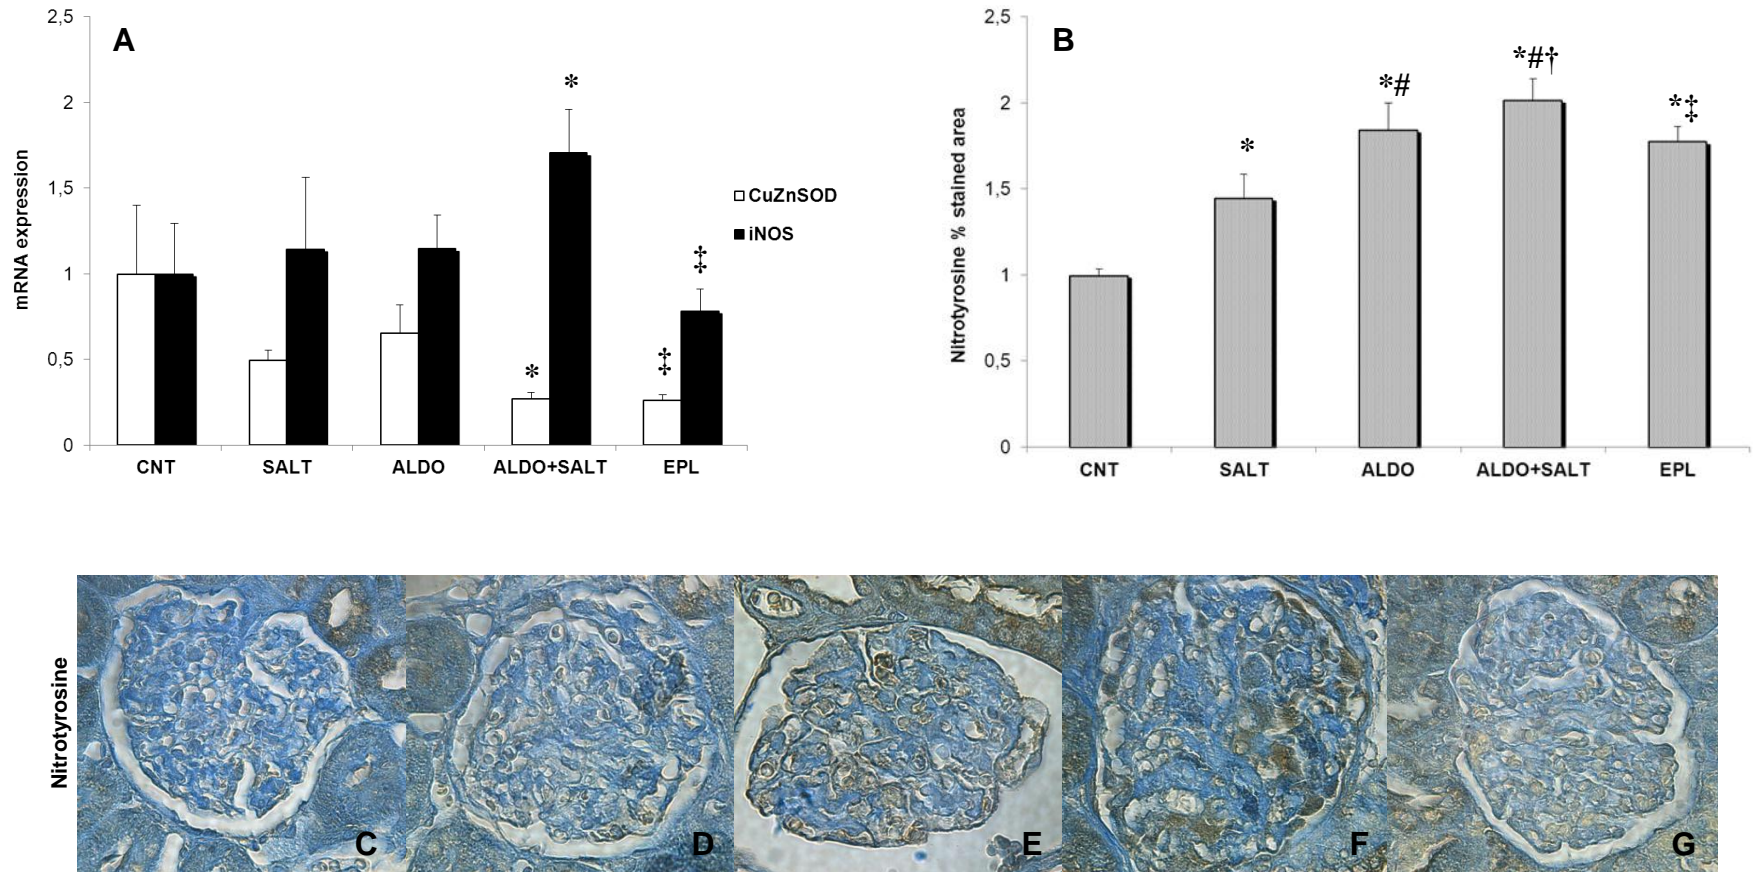 A
2,5
2
1,5
1
0,5
0
mRNA expression
*
*
‡
‡
CNT SALT ALDO ALDO+SALT EPL
CuZnSOD
iNOS
B
2,5
2
1,5
1
0,5
0
Nitrotyrosine % stained area
*
*#
*#†
*‡
CNT SALT ALDO ALDO+SALT EPL
Nitrotyrosine
C D E F G